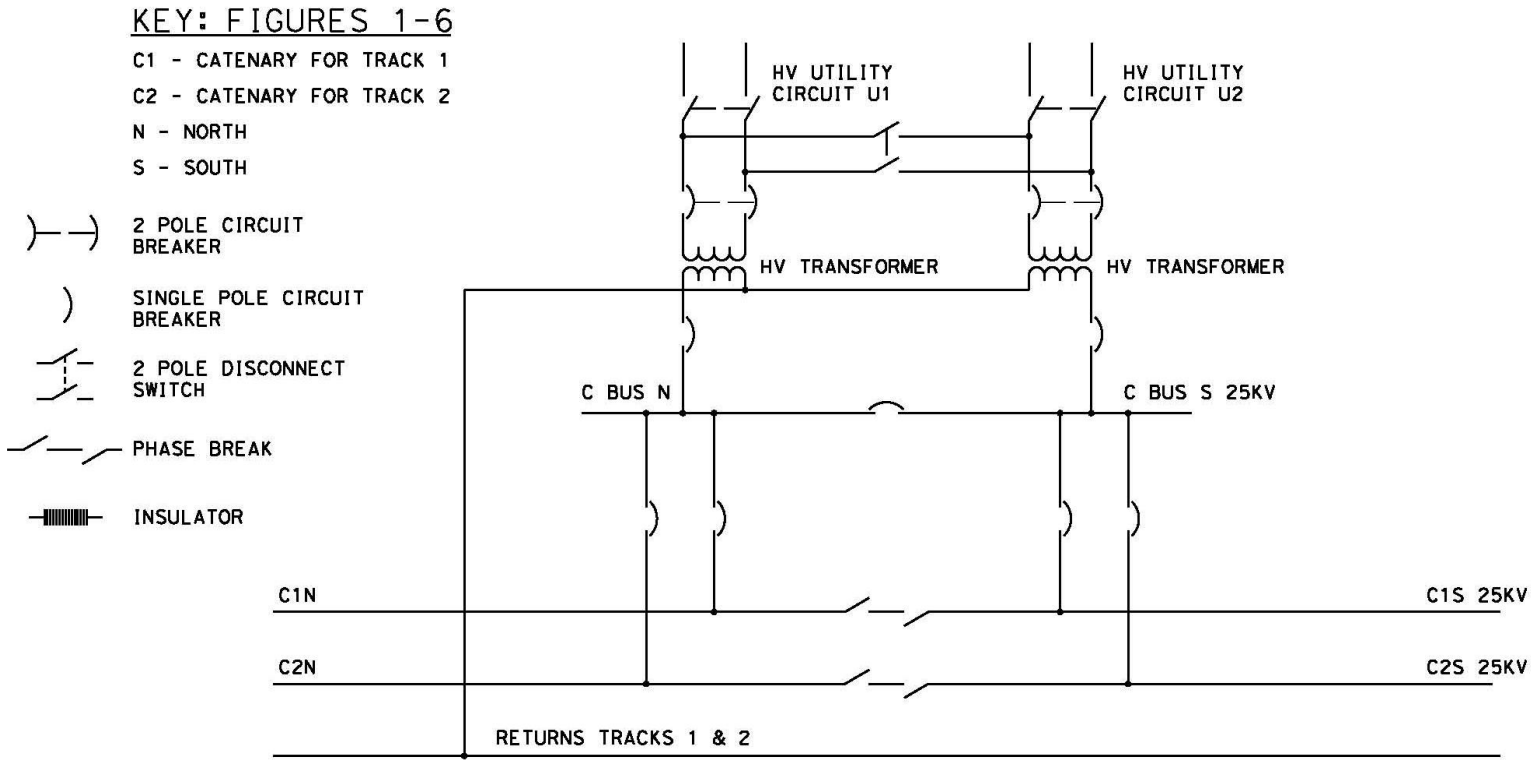 KEY: FIGURES 1-6
C1 - CATENARY FOR TRACK 1
C2 - CATENARY FOR TRACK 2
N - NORTH
S - SOUTH
2 POLE CIRCUIT
BREAKER
SINGLE POLE CIRCUIT
BREAKER
2 POLE DISCONNECT
SWITCH
PHASE BREAK
INSULATOR
HV UTILITY
CIRCUIT U1
HV UTILITY
CIRCUIT U2
HV TRANSFORMER
HV TRANSFORMER
C BUS N
C BUS S 25KV
C1N
C1S 25KV
C2N
C2S 25KV
RETURNS TRACKS 1 & 2